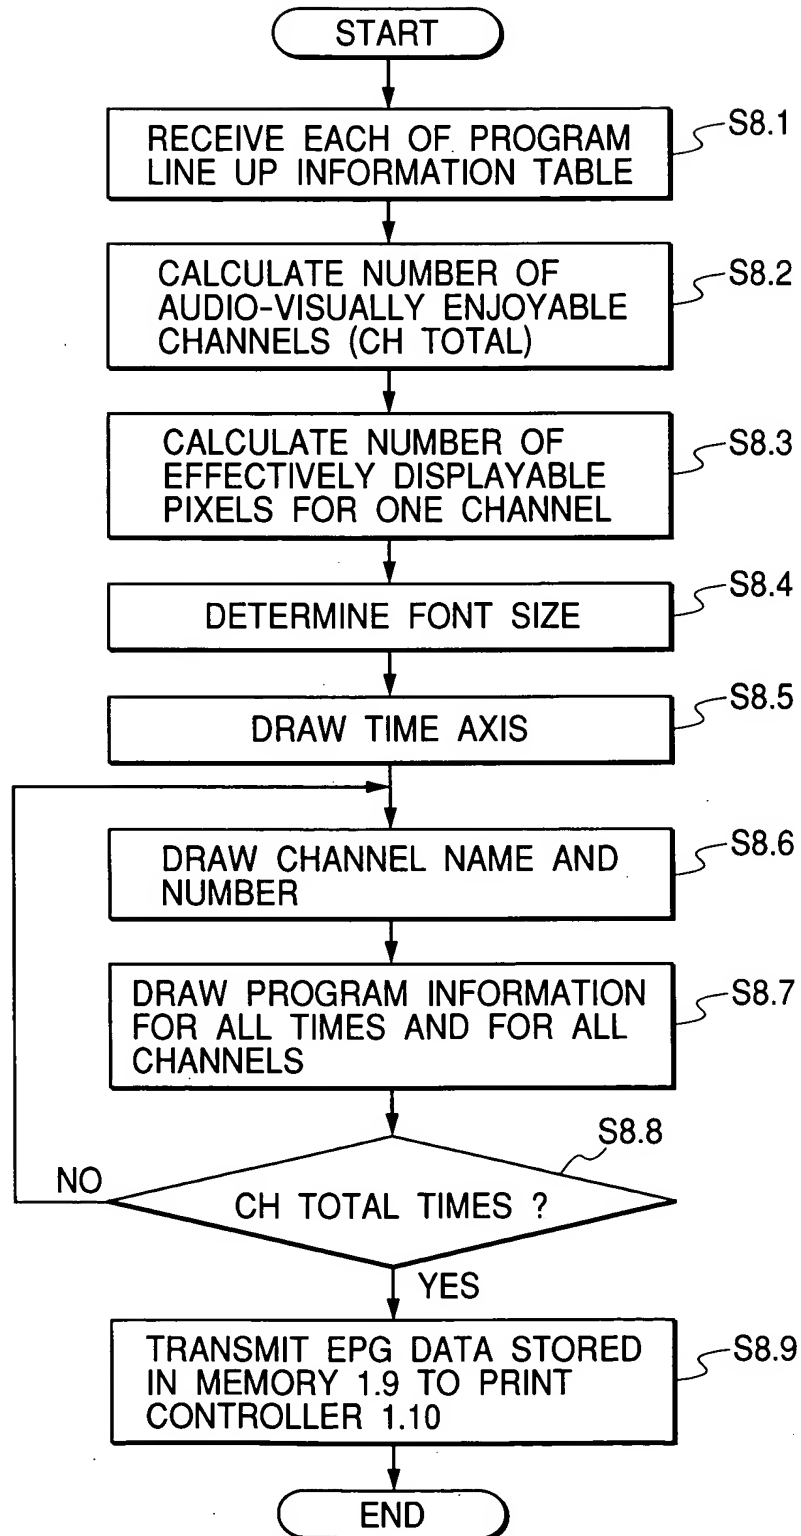 START
RECEIVE EACH OF PROGRAM
LINE UP INFORMATION TABLE
S8.1
CALCULATE NUMBER OF
AUDIO-VISUALLY ENJOYABLE
CHANNELS (CH TOTAL)
S8.2
CALCULATE NUMBER OF
EFFECTIVELY DISPLAYABLE
PIXELS FOR ONE CHANNEL
S8.3
DETERMINE FONT SIZE
S8.4
DRAW TIME AXIS
S8.5
DRAW CHANNEL NAME AND
NUMBER
S8.6
DRAW PROGRAM INFORMATION
FOR ALL TIMES AND FOR ALL
CHANNELS
S8.7
S8.8
NO
CH TOTAL TIMES ?
YES
TRANSMIT EPG DATA STORED
IN MEMORY 1.9 TO PRINT
CONTROLLER 1.10
S8.9
END